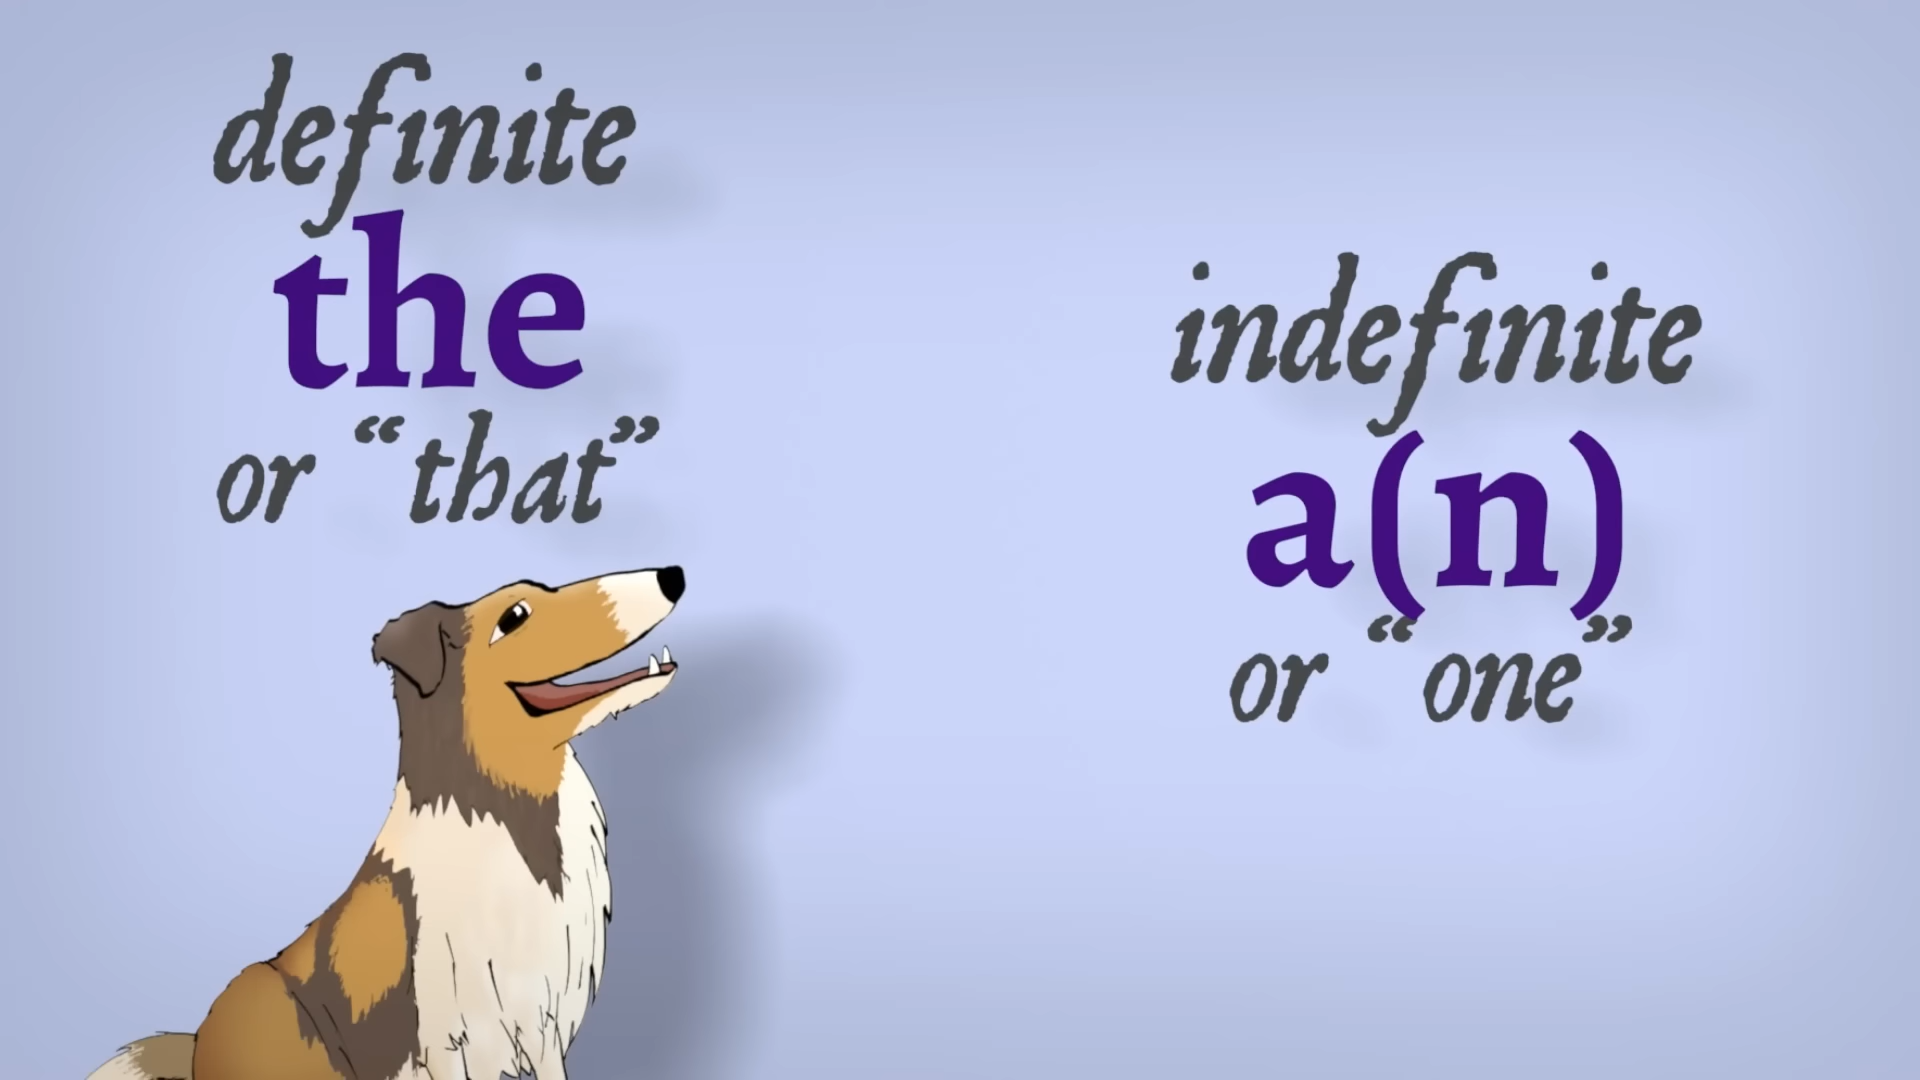 definite
the
or “that”
indefinite
a(n)
or “one”